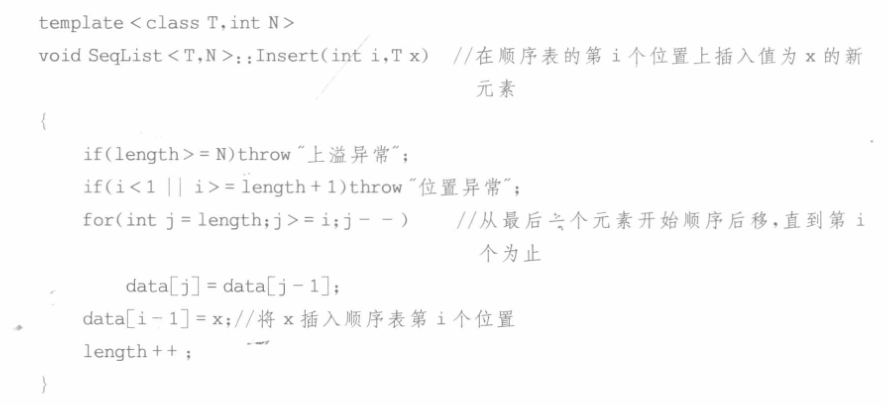 template<class T,int N>
void SeqList<T,N>::Insert(int i,T x)  //在顺序表的第 i 个位置上插入值为 x 的新
元素
{
if(length>=N)throw "上溢异常";
if(i<1 || i>=length+1)throw "位置异常";
for(int j=length;j>=i;j--)  //从最后一个元素开始顺序后移,直到第 i
个为止
data[j]=data[j-1];
data[i-1]=x;//将 x 插入顺序表第 i 个位置
length++;
}